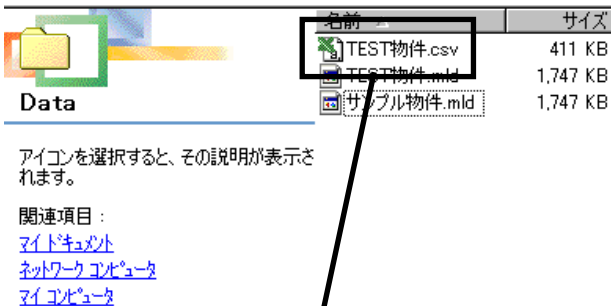 名前 サイズ
TEST物件.csv 411 KB
TEST物件.mld 1,747 KB
サンプル物件.mld 1,747 KB
Data
アイコンを選択すると、その説明が表示さ
れます。
関連項目：
マイ ドキュメント
ネットワーク コンピュータ
マイ コンピュータ